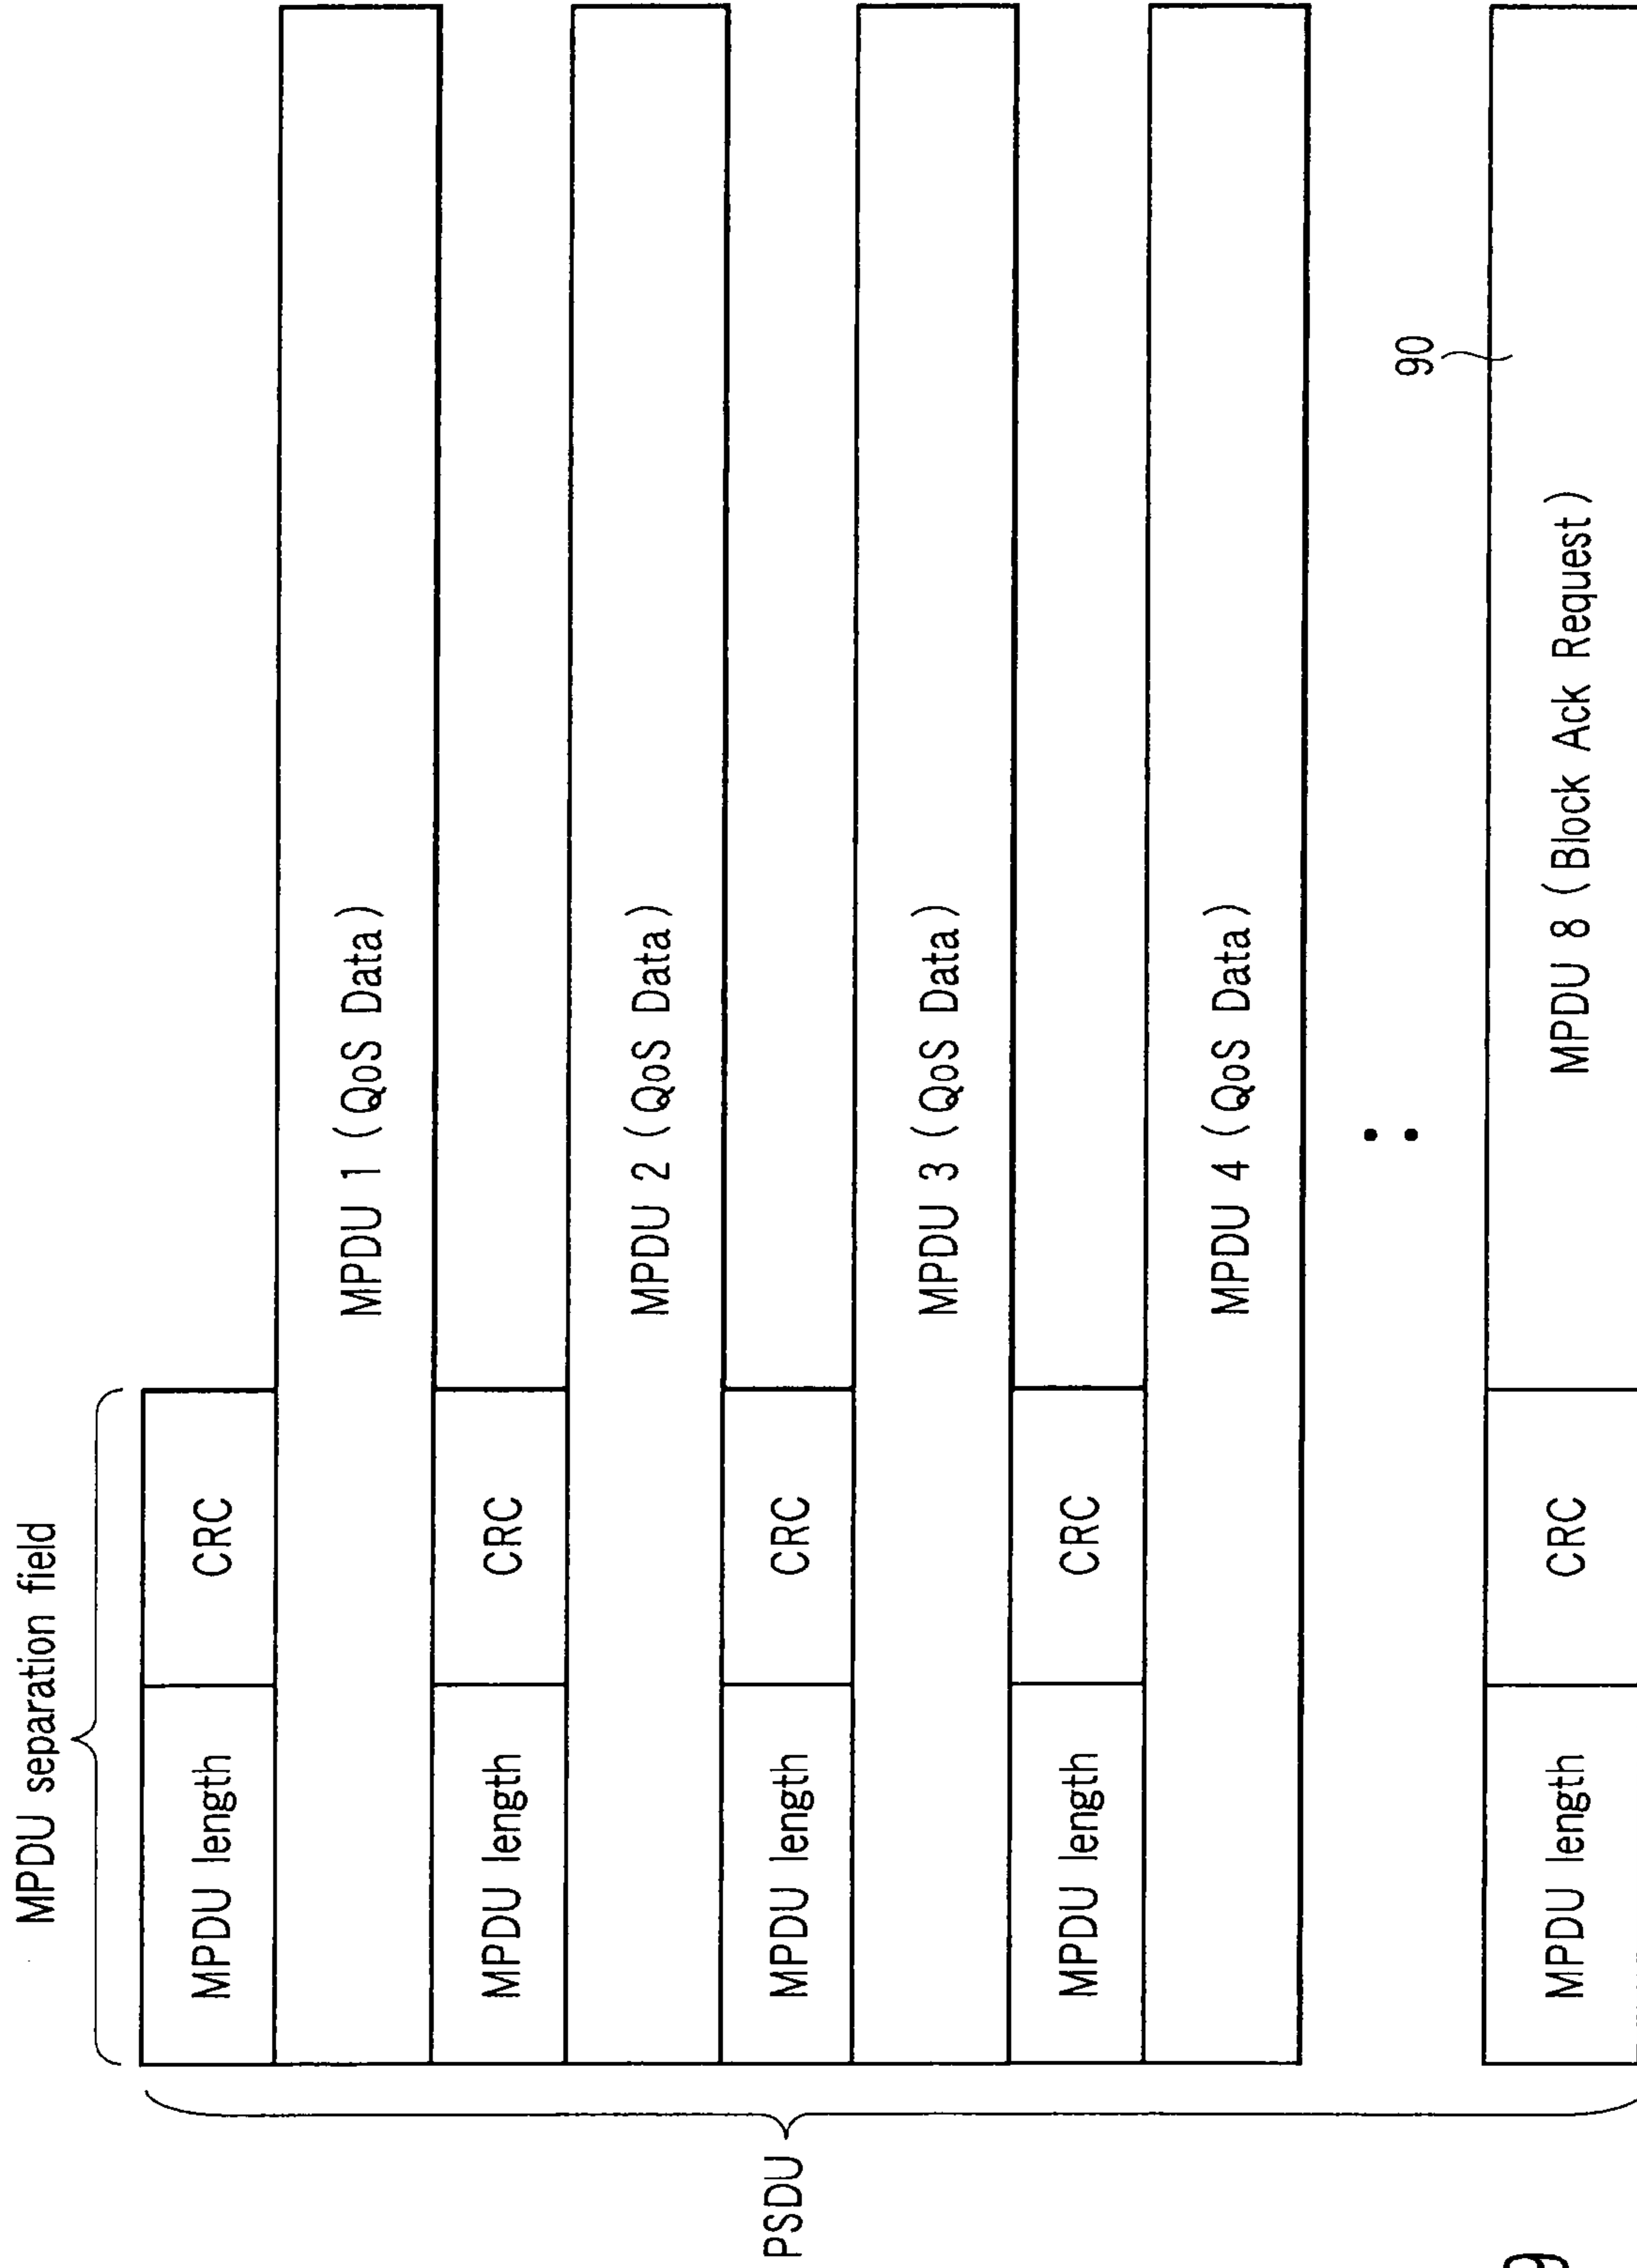 MPDU separation field
MPDU length CRC
MPDU 1 (QoS Data)
MPDU length CRC
MPDU 2 (QoS Data)
PSDU
MPDU length CRC
MPDU 3 (QoS Data)
MPDU length CRC
MPDU 4 (QoS Data)
90
MPDU length CRC MPDU 8 (Block Ack Request)